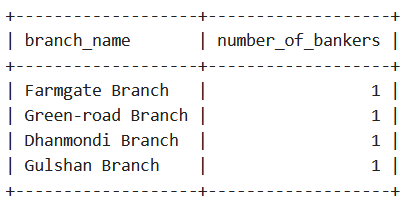 +------------------+-------------------+
| branch_name      | number_of_bankers |
+------------------+-------------------+
| Farmgate Branch  |                 1 |
| Green-road Branch |                 1 |
| Dhanmondi Branch |                 1 |
| Gulshan Branch   |                 1 |
+------------------+-------------------+